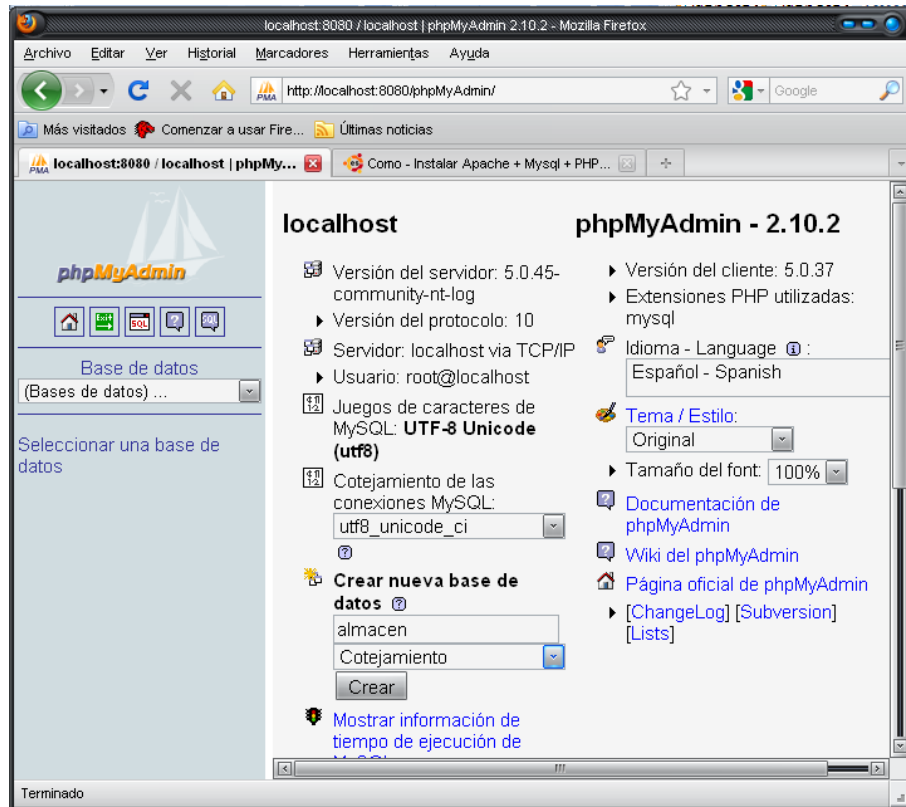 localhost:8080 / localhost | phpMyAdmin 2.10.2 - Mozilla Firefox
Archivo Editar Ver Historial Marcadores Herramientas Ayuda
http://localhost:8080/phpMyAdmin/
Google
Más visitados Comenzar a usar Fire... Últimas noticias
localhost:8080 / localhost | phpMy... Como - Instalar Apache + Mysql + PHP...
phpMyAdmin
Base de datos
(Bases de datos) ...
Seleccionar una base de
datos
localhost
Versión del servidor: 5.0.45-
community-nt-log
Versión del protocolo: 10
Servidor: localhost via TCP/IP
Usuario: root@localhost
Juegos de caracteres de
MySQL: UTF-8 Unicode
(utf8)
Cotejamiento de las
conexiones MySQL:
utf8_unicode_ci
Crear nueva base de
datos
almacen
Cotejamiento
Crear
Mostrar información de
tiempo de ejecución de
phpMyAdmin - 2.10.2
Versión del cliente: 5.0.37
Extensiones PHP utilizadas:
mysql
Idioma - Language :
Español - Spanish
Tema / Estilo:
Original
Tamaño del font: 100%
Documentación de
phpMyAdmin
Wiki del phpMyAdmin
Página oficial de phpMyAdmin
[ChangeLog] [Subversion]
[Lists]
Terminado